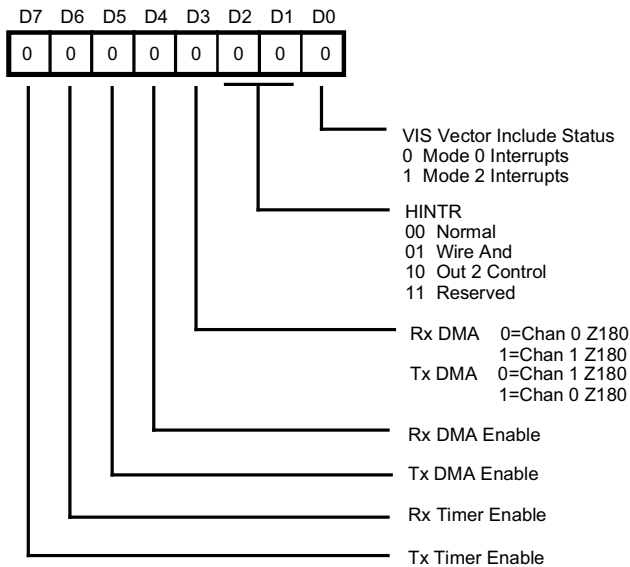 D7 D6 D5 D4 D3 D2 D1 D0
0 0 0 0 0 0 0 0
VIS Vector Include Status
0 Mode 0 Interrupts
1 Mode 2 Interrupts
HINTR
00 Normal
01 Wire And
10 Out 2 Control
11 Reserved
Rx DMA 0=Chan 0 Z180
1=Chan 1 Z180
Tx DMA 0=Chan 1 Z180
1=Chan 0 Z180
Rx DMA Enable
Tx DMA Enable
Rx Timer Enable
Tx Timer Enable